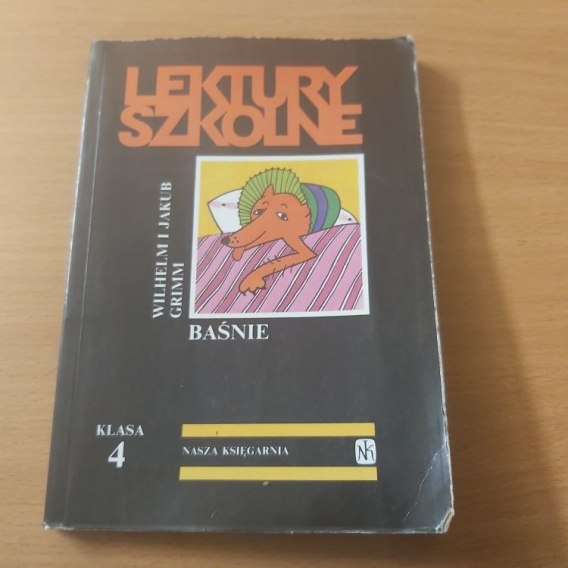 LEKTURY
SZKOLNE
WILHELM I JAKUB
GRIMM
BAŚNIE
KLASA
4
NASZA KSIĘGARNIA
NK